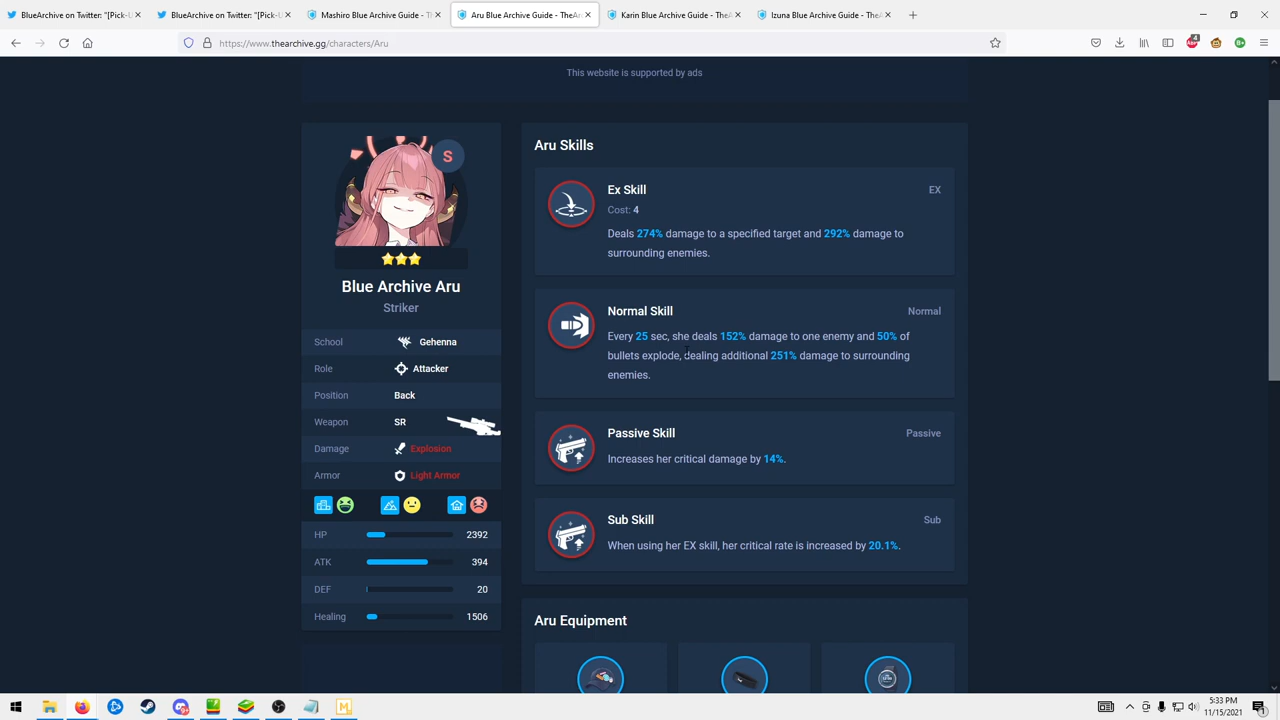 BlueArchive on Twitter: "[Pick-U
BlueArchive on Twitter: "[Pick-U
Mashiro Blue Archive Guide - The
Aru Blue Archive Guide - TheAr
Karin Blue Archive Guide - TheAr
Izuna Blue Archive Guide - TheAr
https://www.thearchive.gg/characters/Aru
This website is supported by ads
S
Blue Archive Aru
Striker
School Gehenna
Role Attacker
Position Back
Weapon SR
Damage Explosion
Armor Light Armor
HP 2392
ATK 394
DEF 20
Healing 1506
Aru Skills
Ex Skill EX
Cost: 4
Deals 274% damage to a specified target and 292% damage to
surrounding enemies.
Normal Skill Normal
Every 25 sec, she deals 152% damage to one enemy and 50% of
bullets explode, dealing additional 251% damage to surrounding
enemies.
Passive Skill Passive
Increases her critical damage by 14%.
Sub Skill Sub
When using her EX skill, her critical rate is increased by 20.1%.
Aru Equipment
5:33 PM
11/15/2021